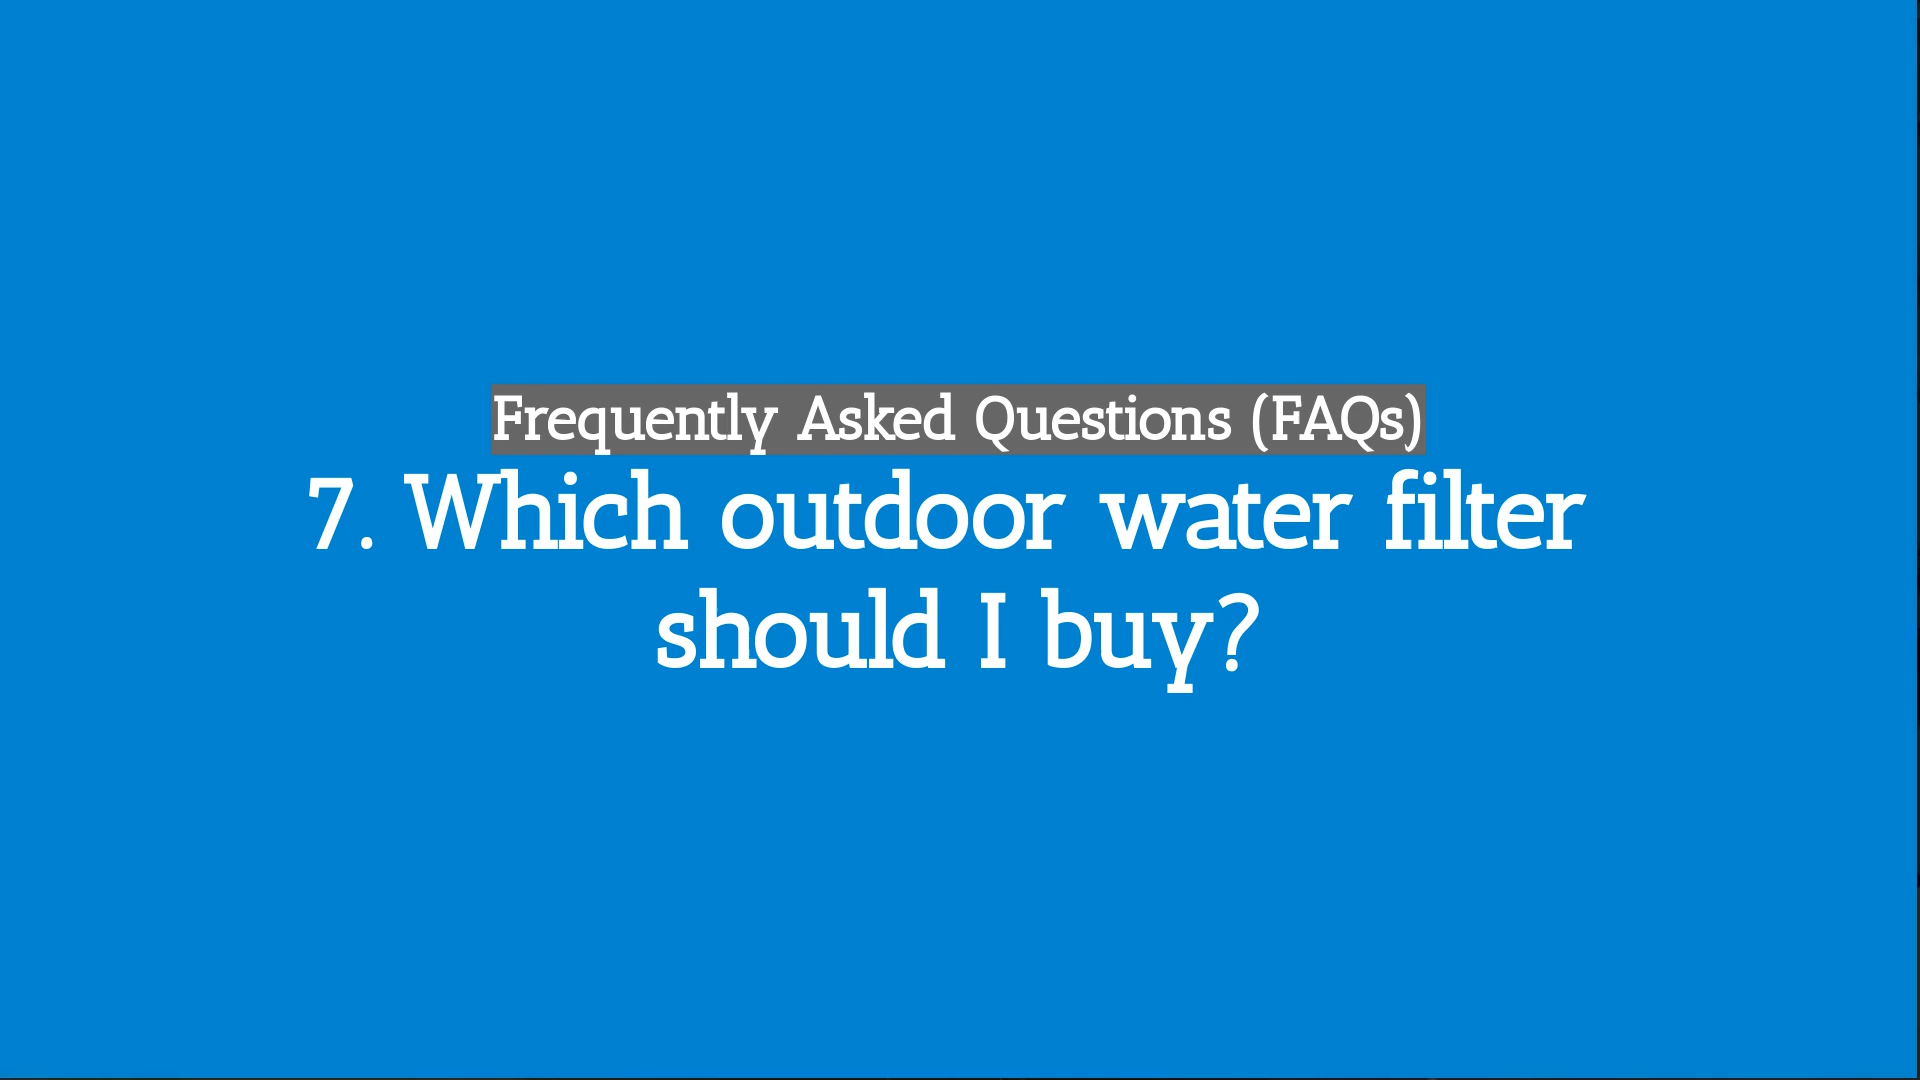 Frequently Asked Questions (FAQs)
7. Which outdoor water filter
should I buy?